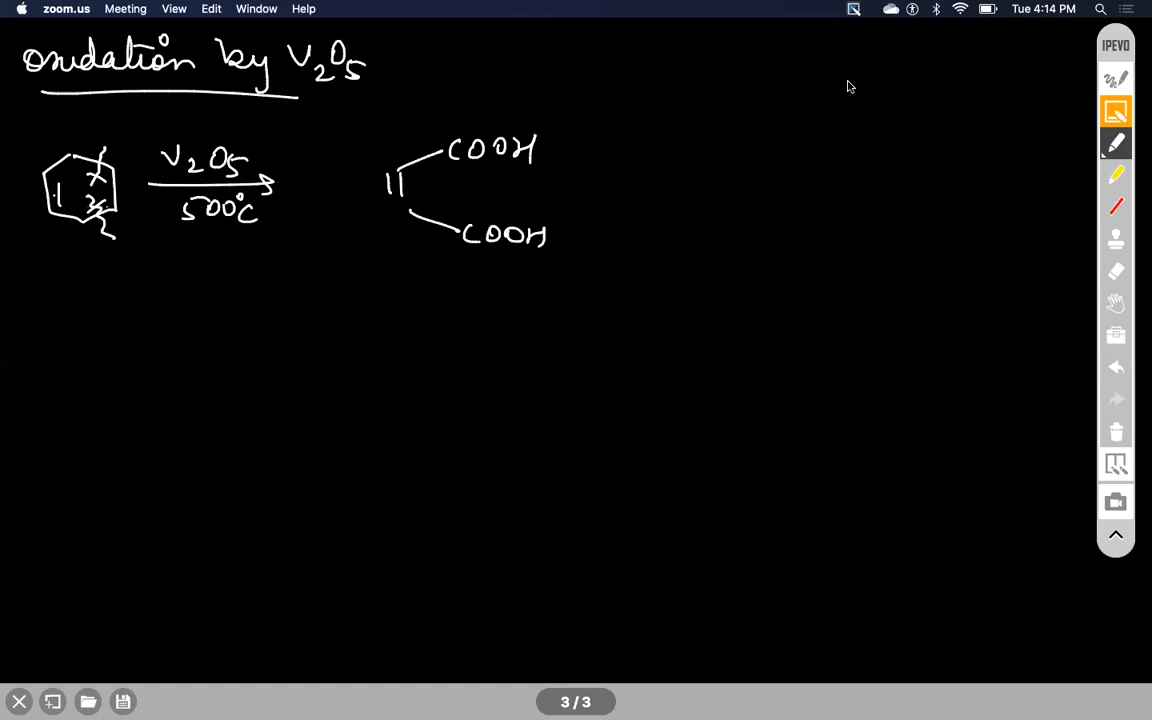 zoom.us Meeting View Edit Window Help Tue 4:14 PM
IPEVO
oxidation by V2O5
V2O5
500°C
COOH
COOH
3/3